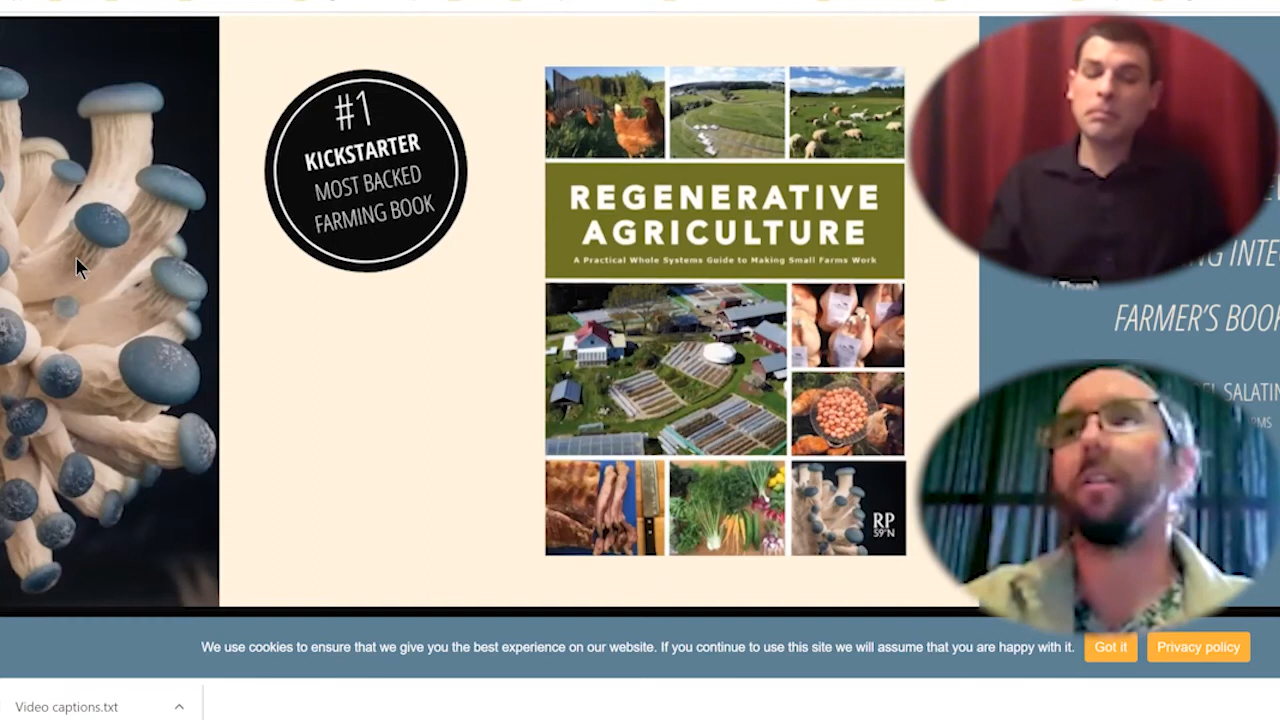 #1
KICKSTARTER
MOST BACKED
FARMING BOOK
REGENERATIVE
AGRICULTURE
A Practical Whole Systems Guide to Making Small Farms Work
RP
59°N
FARMER'S BOOK
SALATIN
We use cookies to ensure that we give you the best experience on our website. If you continue to use this site we will assume that you are happy with it.
Got it
Privacy policy
Video captions.txt